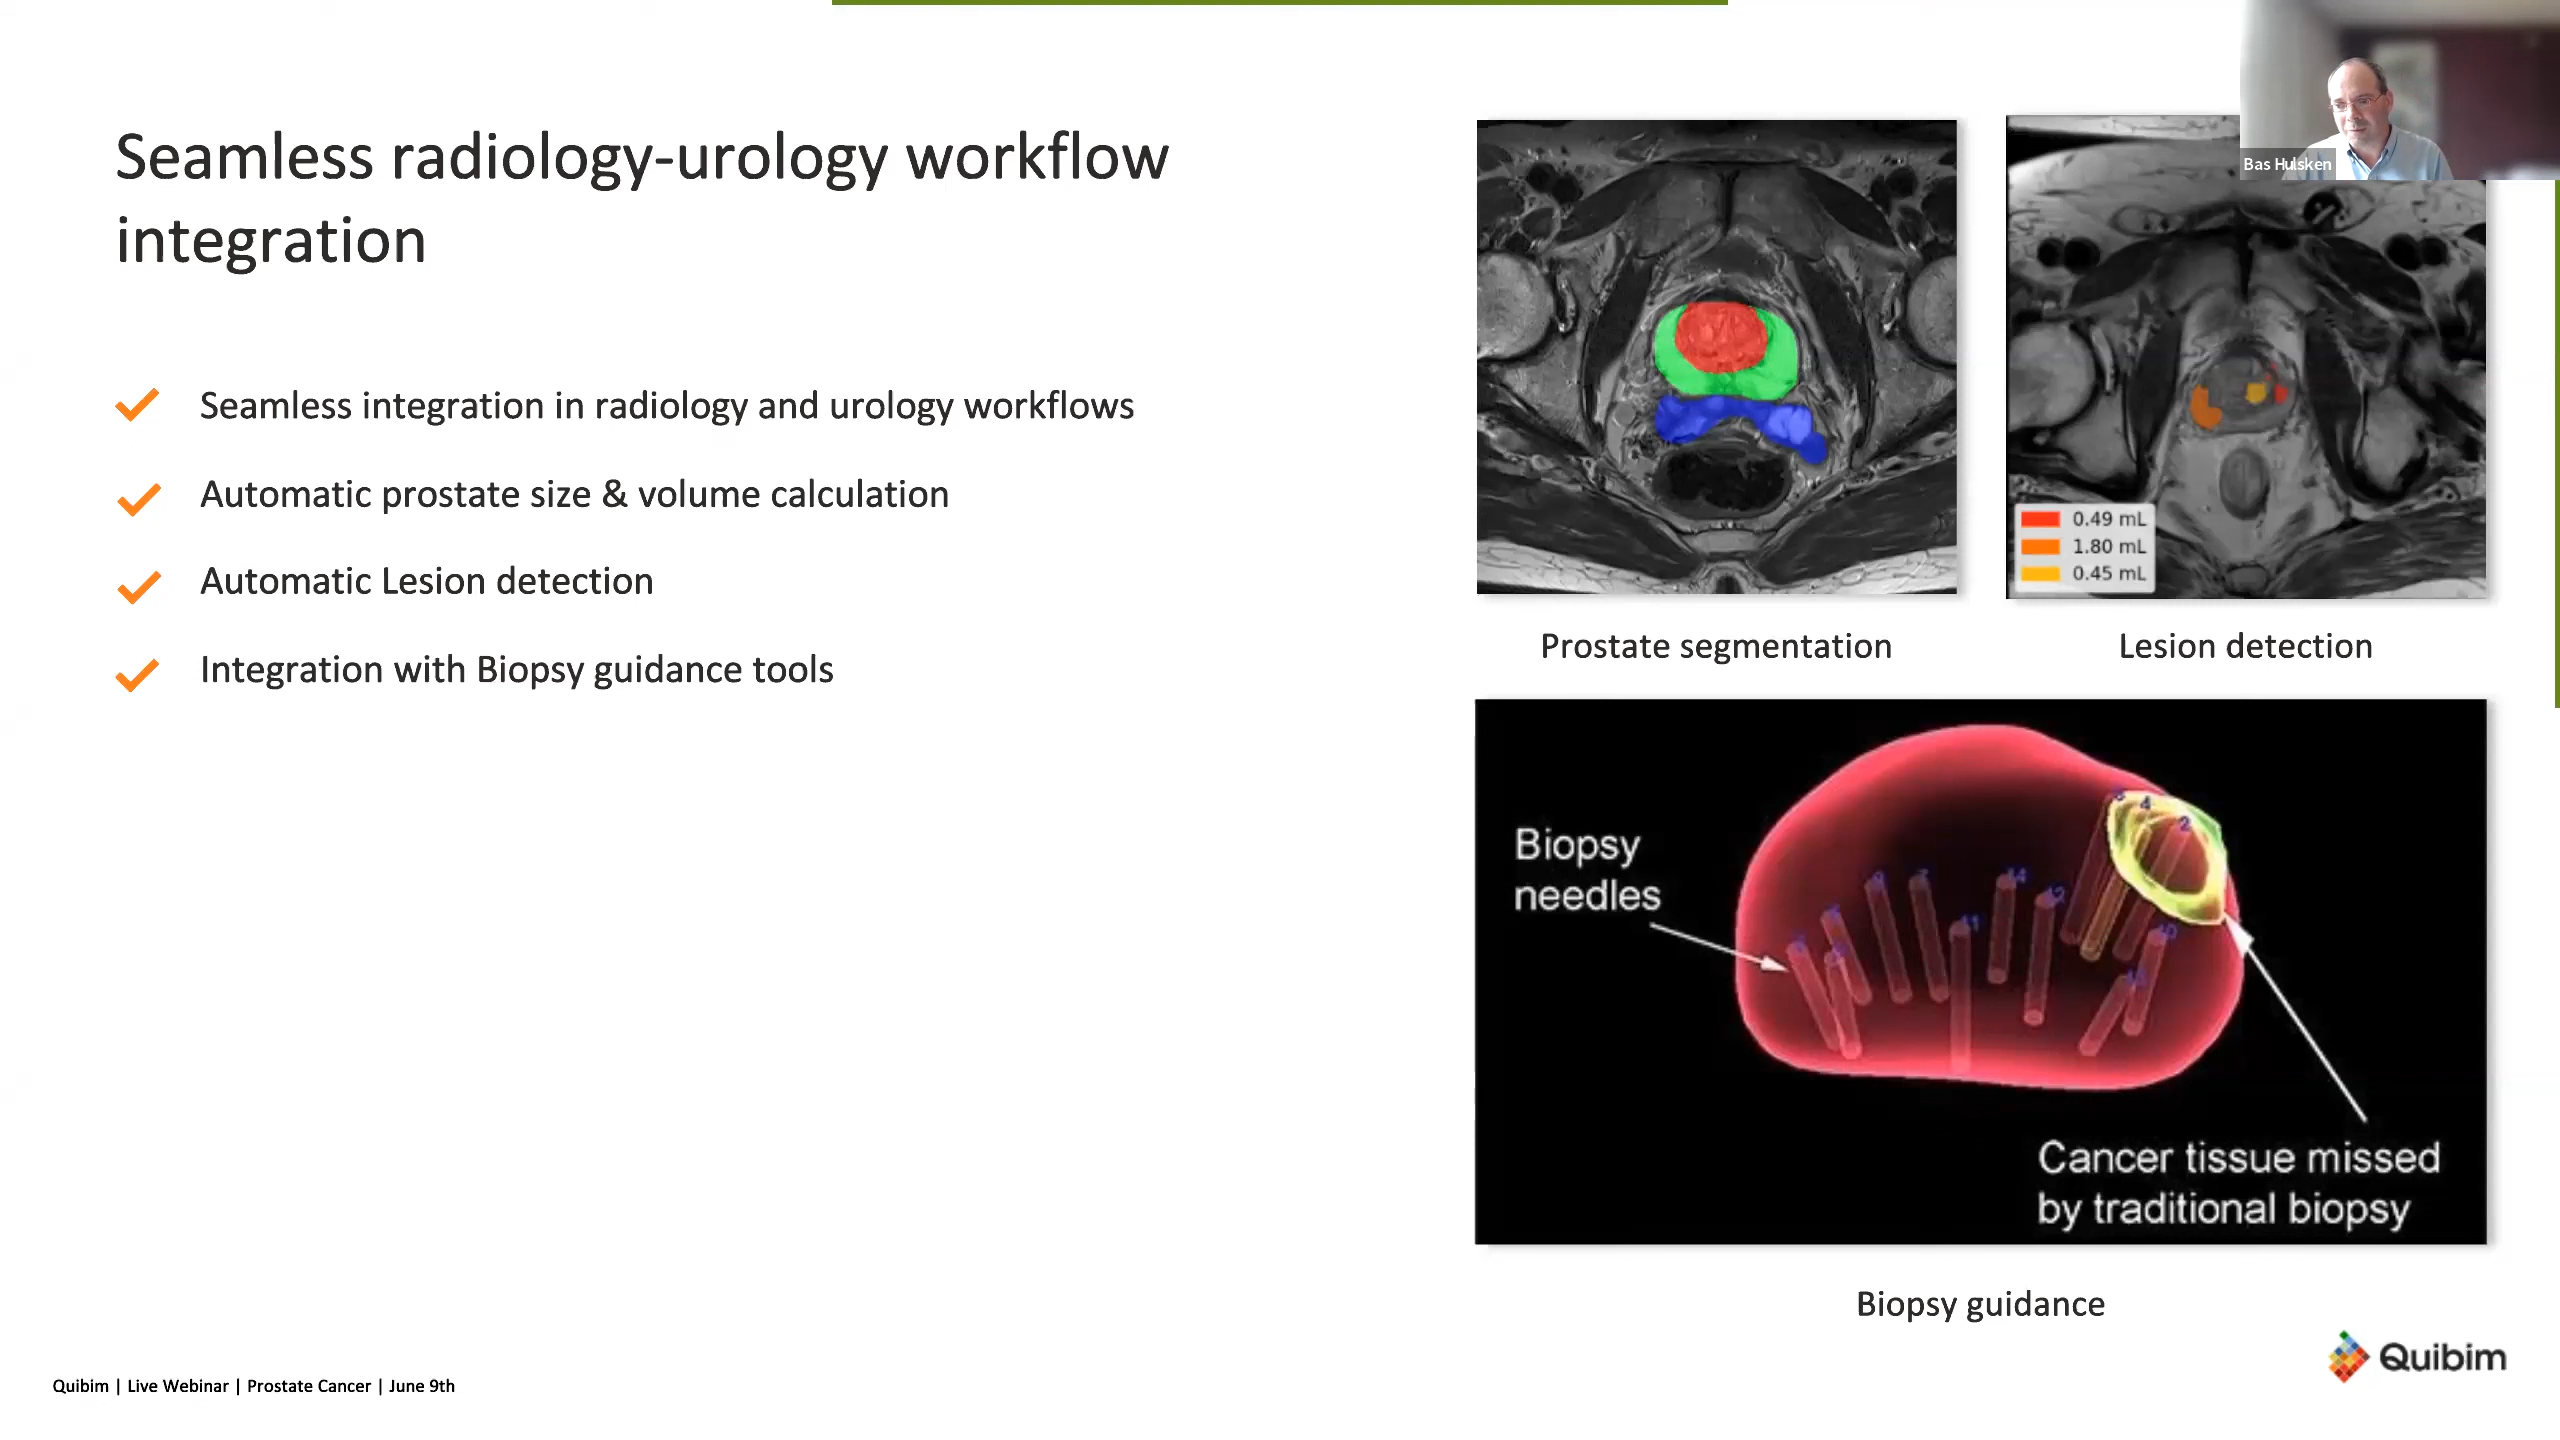 Seamless radiology-urology workflow
integration
Seamless integration in radiology and urology workflows
Automatic prostate size & volume calculation
Automatic Lesion detection
Integration with Biopsy guidance tools
Bas Hulsken
0.49 mL
1.80 mL
0.45 mL
Prostate segmentation
Lesion detection
Biopsy
needles
4
2
11
Cancer tissue missed
by traditional biopsy
Biopsy guidance
Quibim
Quibim | Live Webinar | Prostate Cancer | June 9th